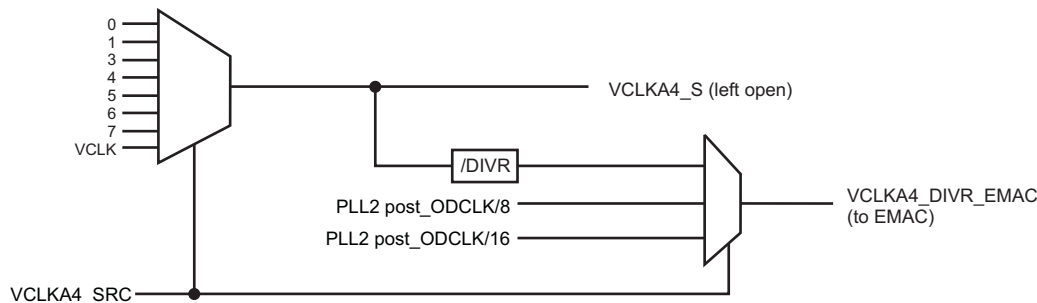 0
1
3
4
5
6
7
VCLK
VCLKA4_S (left open)
/DIVR
PLL2 post_ODCLK/8
PLL2 post_ODCLK/16
VCLKA4_DIVR_EMAC
(to EMAC)
VCLKA4_SRC